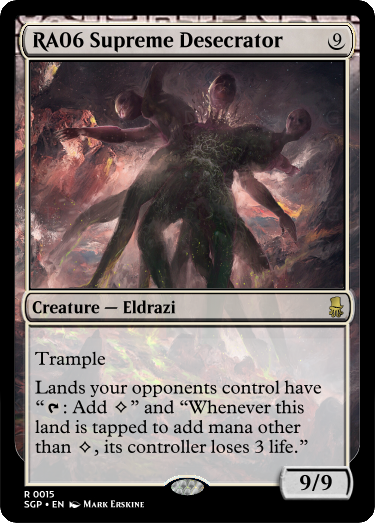 RA06 Supreme Desecrator 9
Creature — Eldrazi
Trample
Lands your opponents control have
“: Add ” and “Whenever this
land is tapped to add mana other
than , its controller loses 3 life.”
9/9
R 0015
SGP • EN Mark Erskine